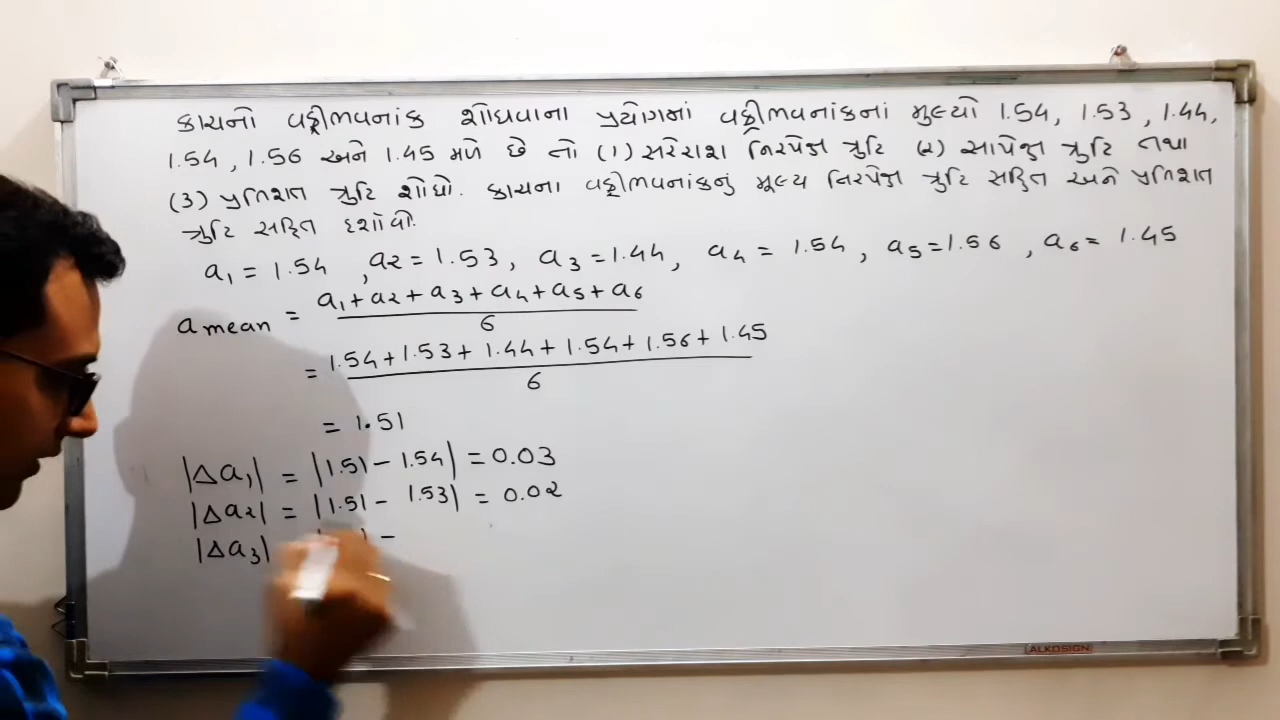 કાચનો વક્રીભવનાંક શોધવાના પ્રયોગમાં વક્રીભવનાંકનાં મુલ્યો 1.54, 1.53, 1.44,
1.54, 1.56 અને 1.45 મળે છે તો (1) સરેરાશ નિરપેક્ષ ત્રુટિ (૨) સાપેક્ષ ત્રુટિ તથા
(3) પ્રતિશત ત્રુટિ શોધો. કાચના વક્રીભવનાંકનું મૂલ્ય નિરપેક્ષ ત્રુટિ સહિત અને પ્રતિશત
ત્રુટિ સહિત દર્શાવો.
a₁ = 1.54 , a2 = 1.53, a₃ = 1.44, a₄ = 1.54, a₅ = 1.56, a₆ = 1.45
a mean = a₁ + a2 + a₃ + a₄ + a₅ + a₆
6
= 1.54 + 1.53 + 1.44 + 1.54 + 1.56 + 1.45
6
= 1.51
|Δa₁| = |1.51 − 1.54| = 0.03
|Δa₂| = |1.51 − 1.53| = 0.02
|Δa₃| −
ALKOSIGN